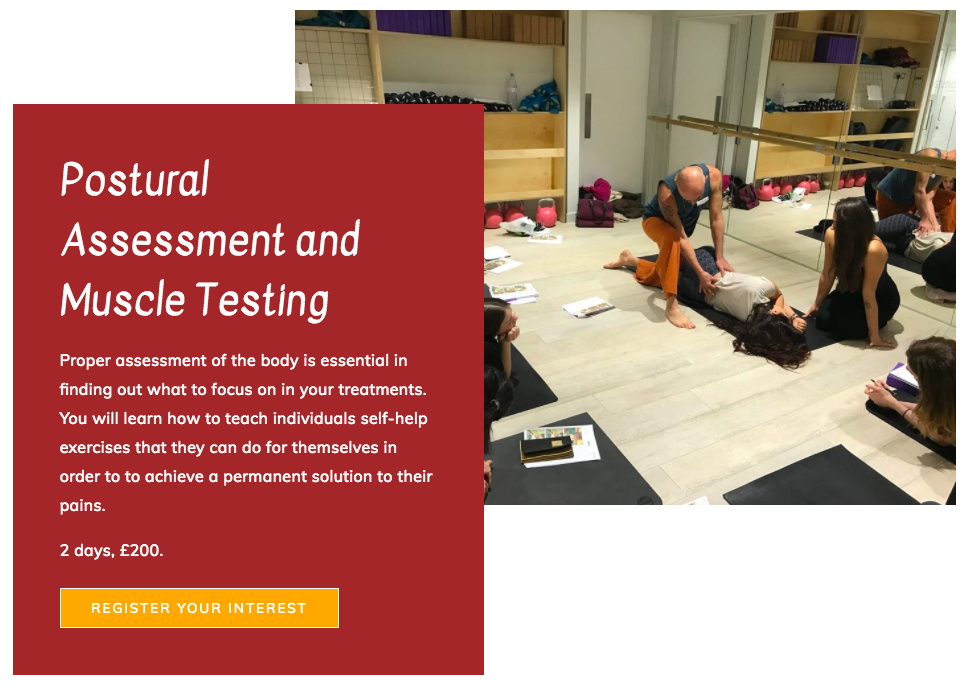 Postural
Assessment and
Muscle Testing
Proper assessment of the body is essential in
finding out what to focus on in your treatments.
You will learn how to teach individuals self-help
exercises that they can do for themselves in
order to to achieve a permanent solution to their
pains.
2 days, £200.
REGISTER YOUR INTEREST